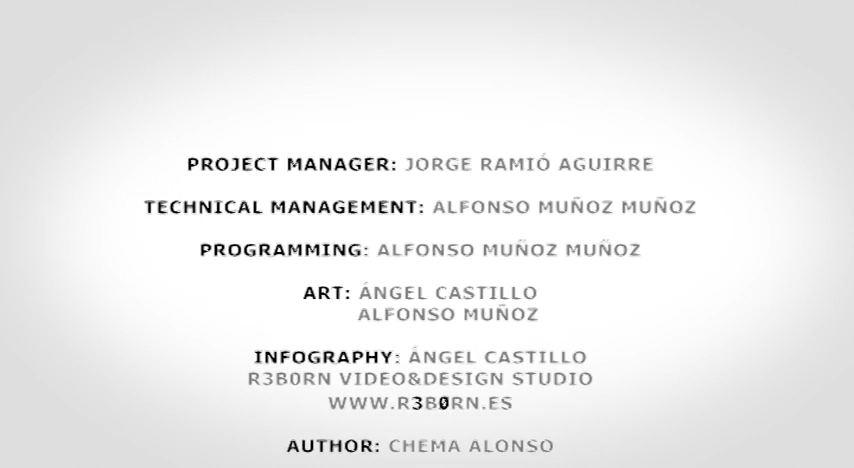 PROJECT MANAGER: JORGE RAMIÓ AGUIRRE
TECHNICAL MANAGEMENT: ALFONSO MUÑOZ MUÑOZ
PROGRAMMING: ALFONSO MUÑOZ MUÑOZ
ART: ÁNGEL CASTILLO
ALFONSO MUÑOZ
INFOGRAPHY: ÁNGEL CASTILLO
R3B0RN VIDEO&DESIGN STUDIO
WWW.R3B0RN.ES
AUTHOR: CHEMA ALONSO